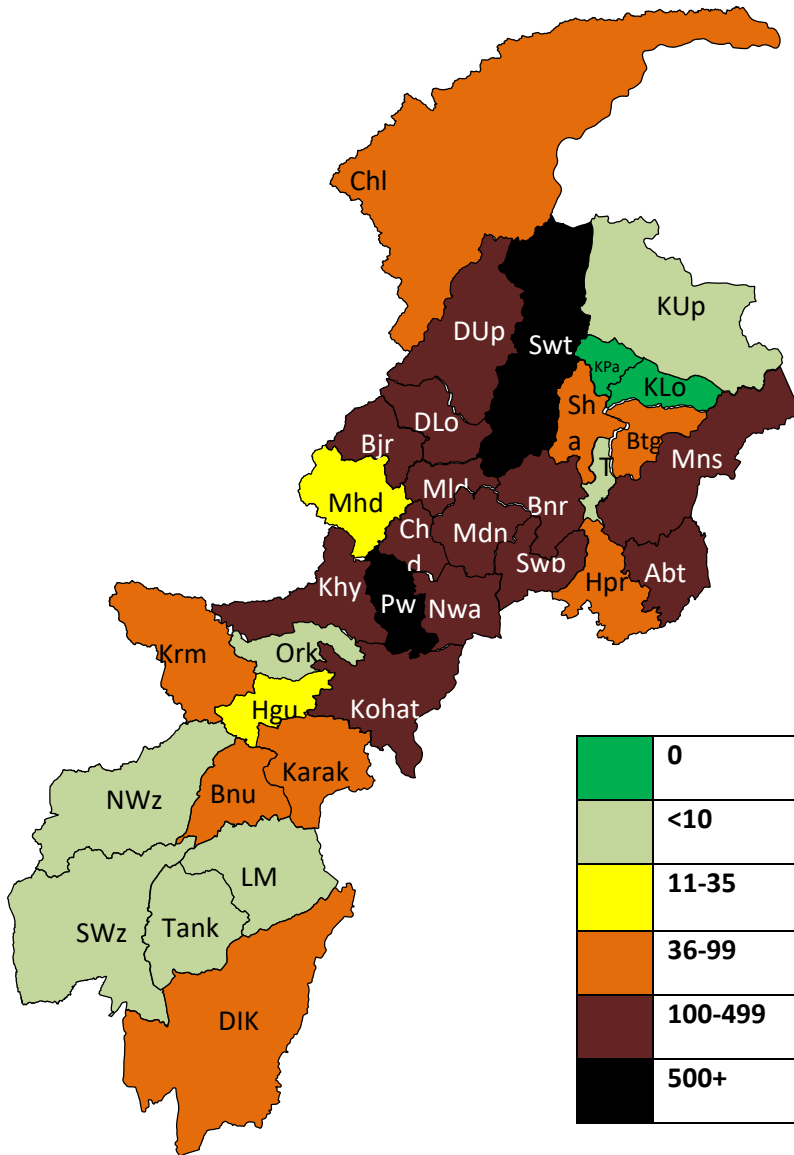 Chl
KUp
DUp
Swt
KPa
KLo
Sh
a
DLo
Btg
Bjr
T
Mns
Mld
Mhd
Bnr
Ch
d
Mdn
Swb
Abt
Hpr
Khy
Pw
Nwa
Ork
Krm
Hgu
Kohat
Karak
NWz
Bnu
LM
Tank
SWz
DIK
0
<10
11-35
36-99
100-499
500+